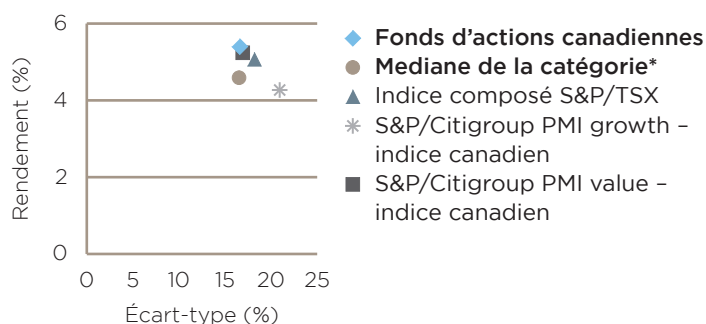 6
4
2
0
Rendement (%)
0 5 10 15 20 25
Écart-type (%)
Fonds d’actions canadiennes
Mediane de la catégorie*
Indice composé S&P/TSX
S&P/Citigroup PMI growth –
indice canadien
S&P/Citigroup PMI value –
indice canadien